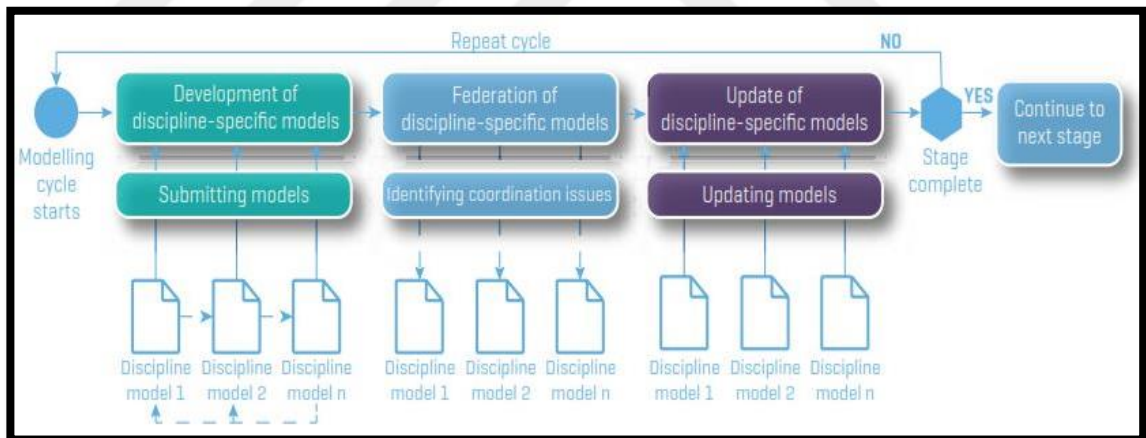 Repeat cycle
NO
Development of
discipline-specific models
Federation of
discipline-specific models
Update of
discipline-specific models
YES
Continue to
next stage
Modelling
cycle
starts
Submitting models
Identifying coordination issues
Updating models
Stage
complete
Discipline
model 1
Discipline
model 2
Discipline
model n
Discipline
model 1
Discipline
model 2
Discipline
model n
Discipline
model 1
Discipline
model 2
Discipline
model n